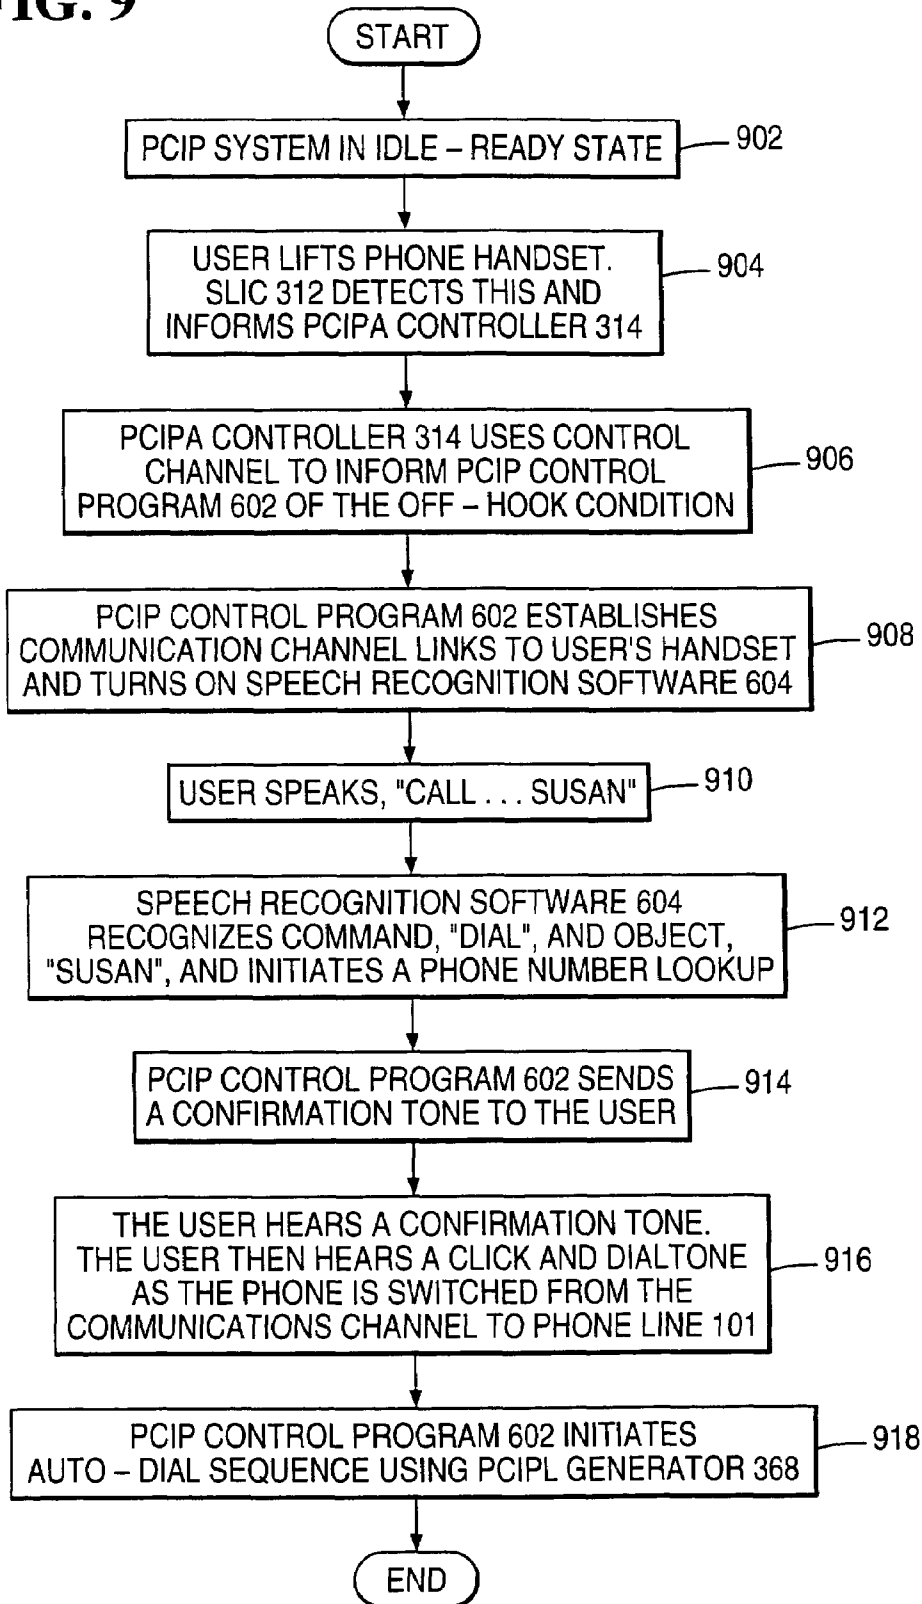 FIG. 9
START
PCIP SYSTEM IN IDLE – READY STATE
902
USER LIFTS PHONE HANDSET.
SLIC 312 DETECTS THIS AND
INFORMS PCIPA CONTROLLER 314
904
PCIPA CONTROLLER 314 USES CONTROL
CHANNEL TO INFORM PCIP CONTROL
PROGRAM 602 OF THE OFF – HOOK CONDITION
906
PCIP CONTROL PROGRAM 602 ESTABLISHES
COMMUNICATION CHANNEL LINKS TO USER'S HANDSET
AND TURNS ON SPEECH RECOGNITION SOFTWARE 604
908
USER SPEAKS, "CALL . . . SUSAN"
910
SPEECH RECOGNITION SOFTWARE 604
RECOGNIZES COMMAND, "DIAL", AND OBJECT,
"SUSAN", AND INITIATES A PHONE NUMBER LOOKUP
912
PCIP CONTROL PROGRAM 602 SENDS
A CONFIRMATION TONE TO THE USER
914
THE USER HEARS A CONFIRMATION TONE.
THE USER THEN HEARS A CLICK AND DIALTONE
AS THE PHONE IS SWITCHED FROM THE
COMMUNICATIONS CHANNEL TO PHONE LINE 101
916
PCIP CONTROL PROGRAM 602 INITIATES
AUTO – DIAL SEQUENCE USING PCIPL GENERATOR 368
918
END